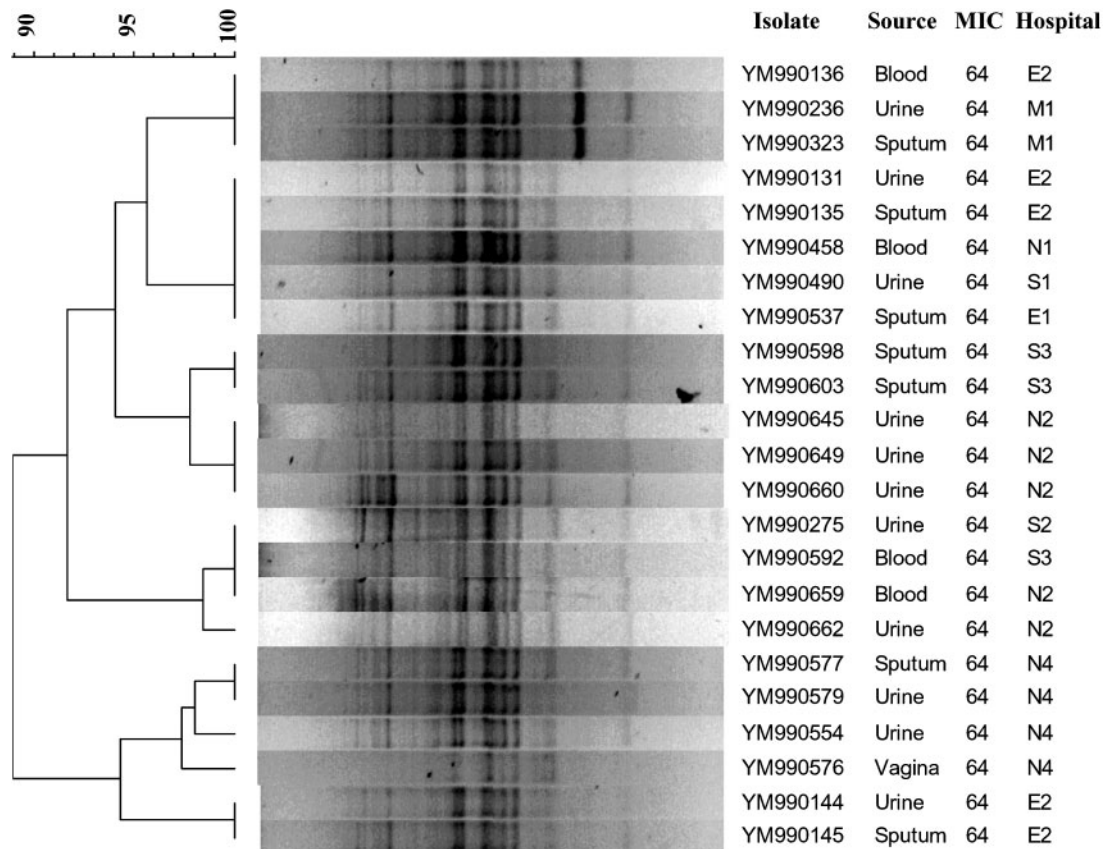 90 95 100
Isolate Source MIC Hospital
YM990136 Blood 64 E2
YM990236 Urine 64 M1
YM990323 Sputum 64 M1
YM990131 Urine 64 E2
YM990135 Sputum 64 E2
YM990458 Blood 64 N1
YM990490 Urine 64 S1
YM990537 Sputum 64 E1
YM990598 Sputum 64 S3
YM990603 Sputum 64 S3
YM990645 Urine 64 N2
YM990649 Urine 64 N2
YM990660 Urine 64 N2
YM990275 Urine 64 S2
YM990592 Blood 64 S3
YM990659 Blood 64 N2
YM990662 Urine 64 N2
YM990577 Sputum 64 N4
YM990579 Urine 64 N4
YM990554 Urine 64 N4
YM990576 Vagina 64 N4
YM990144 Urine 64 E2
YM990145 Sputum 64 E2